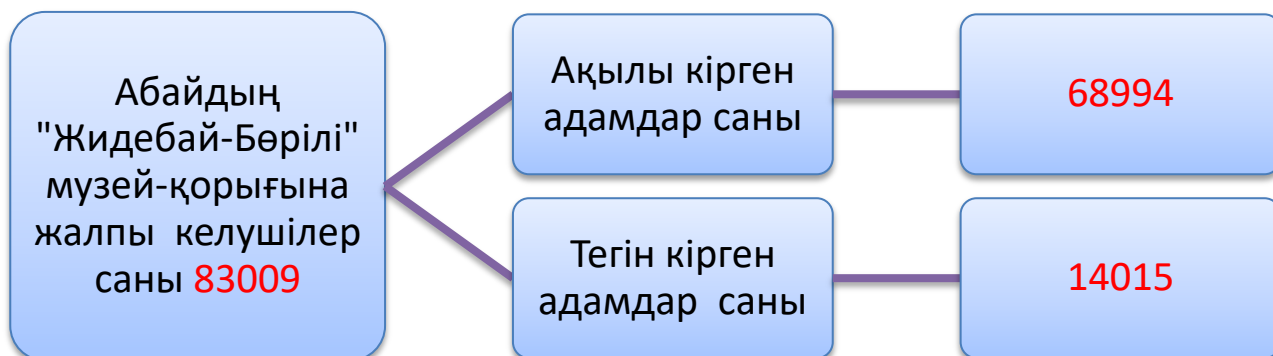 Абайдың
"Жидебай-Бөрілі"
музей-қорығына
жалпы келушілер
саны 83009
Ақылы кірген
адамдар саны
68994
Тегін кірген
адамдар саны
14015